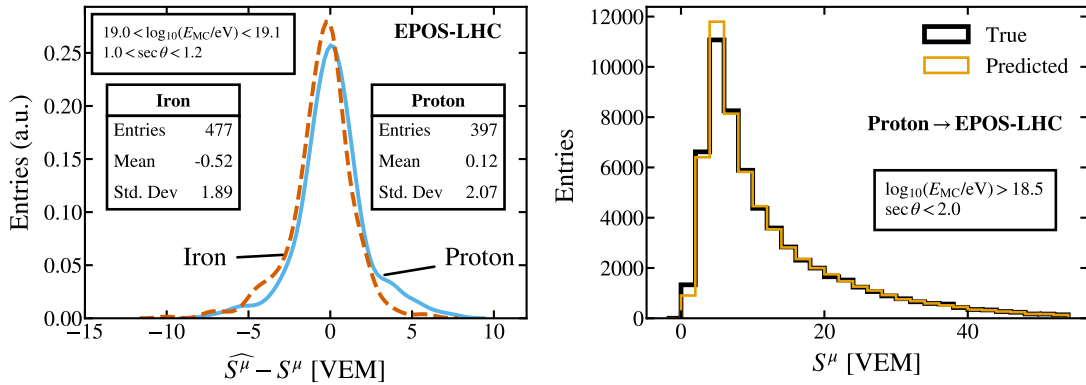 19.0 < log₁₀(E_MC/eV) < 19.1
1.0 < sec θ < 1.2
EPOS-LHC
Iron
Entries 477
Mean -0.52
Std. Dev 1.89
Proton
Entries 397
Mean 0.12
Std. Dev 2.07
Iron
Proton
Entries (a.u.)
0.25
0.20
0.15
0.10
0.05
0.00
−15 −10 −5 0 5 10
\widehat{S^μ} − S^μ [VEM]
True
Predicted
Proton → EPOS-LHC
log₁₀(E_MC/eV) > 18.5
sec θ < 2.0
Entries
12000
10000
8000
6000
4000
2000
0
0 20 40
S^μ [VEM]